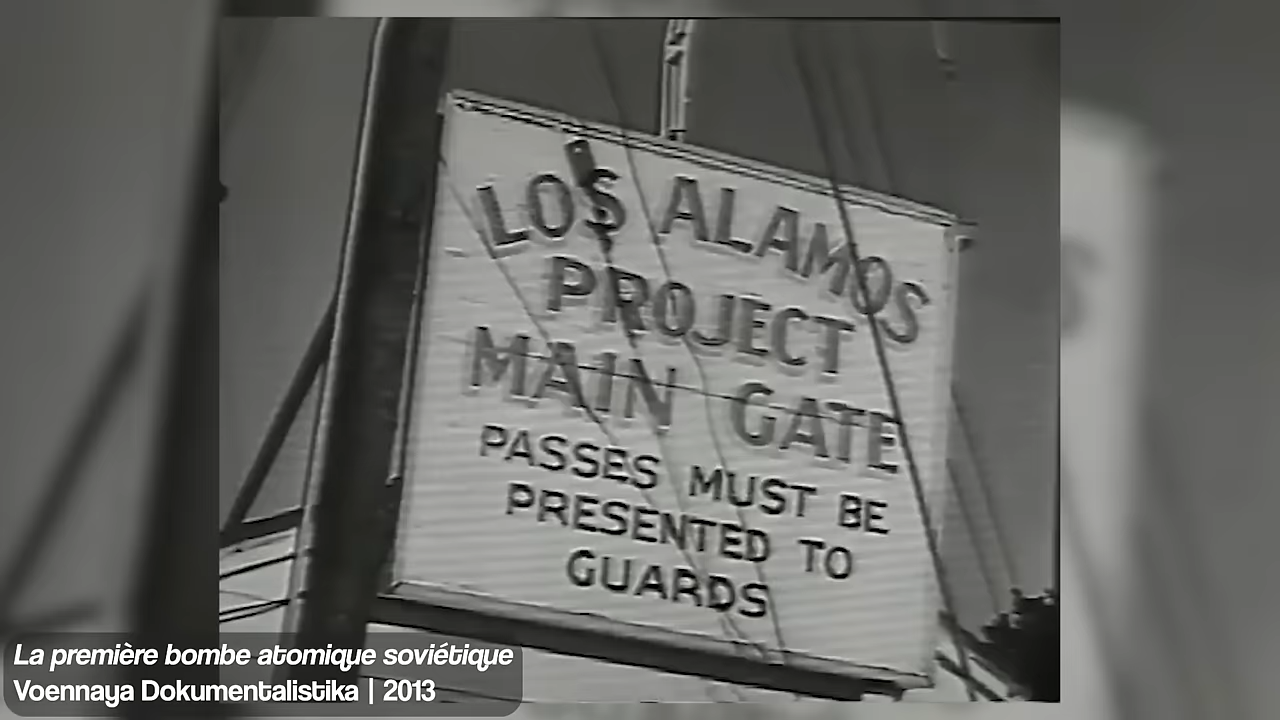 LOS ALAMOS
PROJECT
MAIN GATE
PASSES MUST BE
PRESENTED TO
GUARDS
La première bombe atomique soviétique
Voennaya Dokumentalistika | 2013